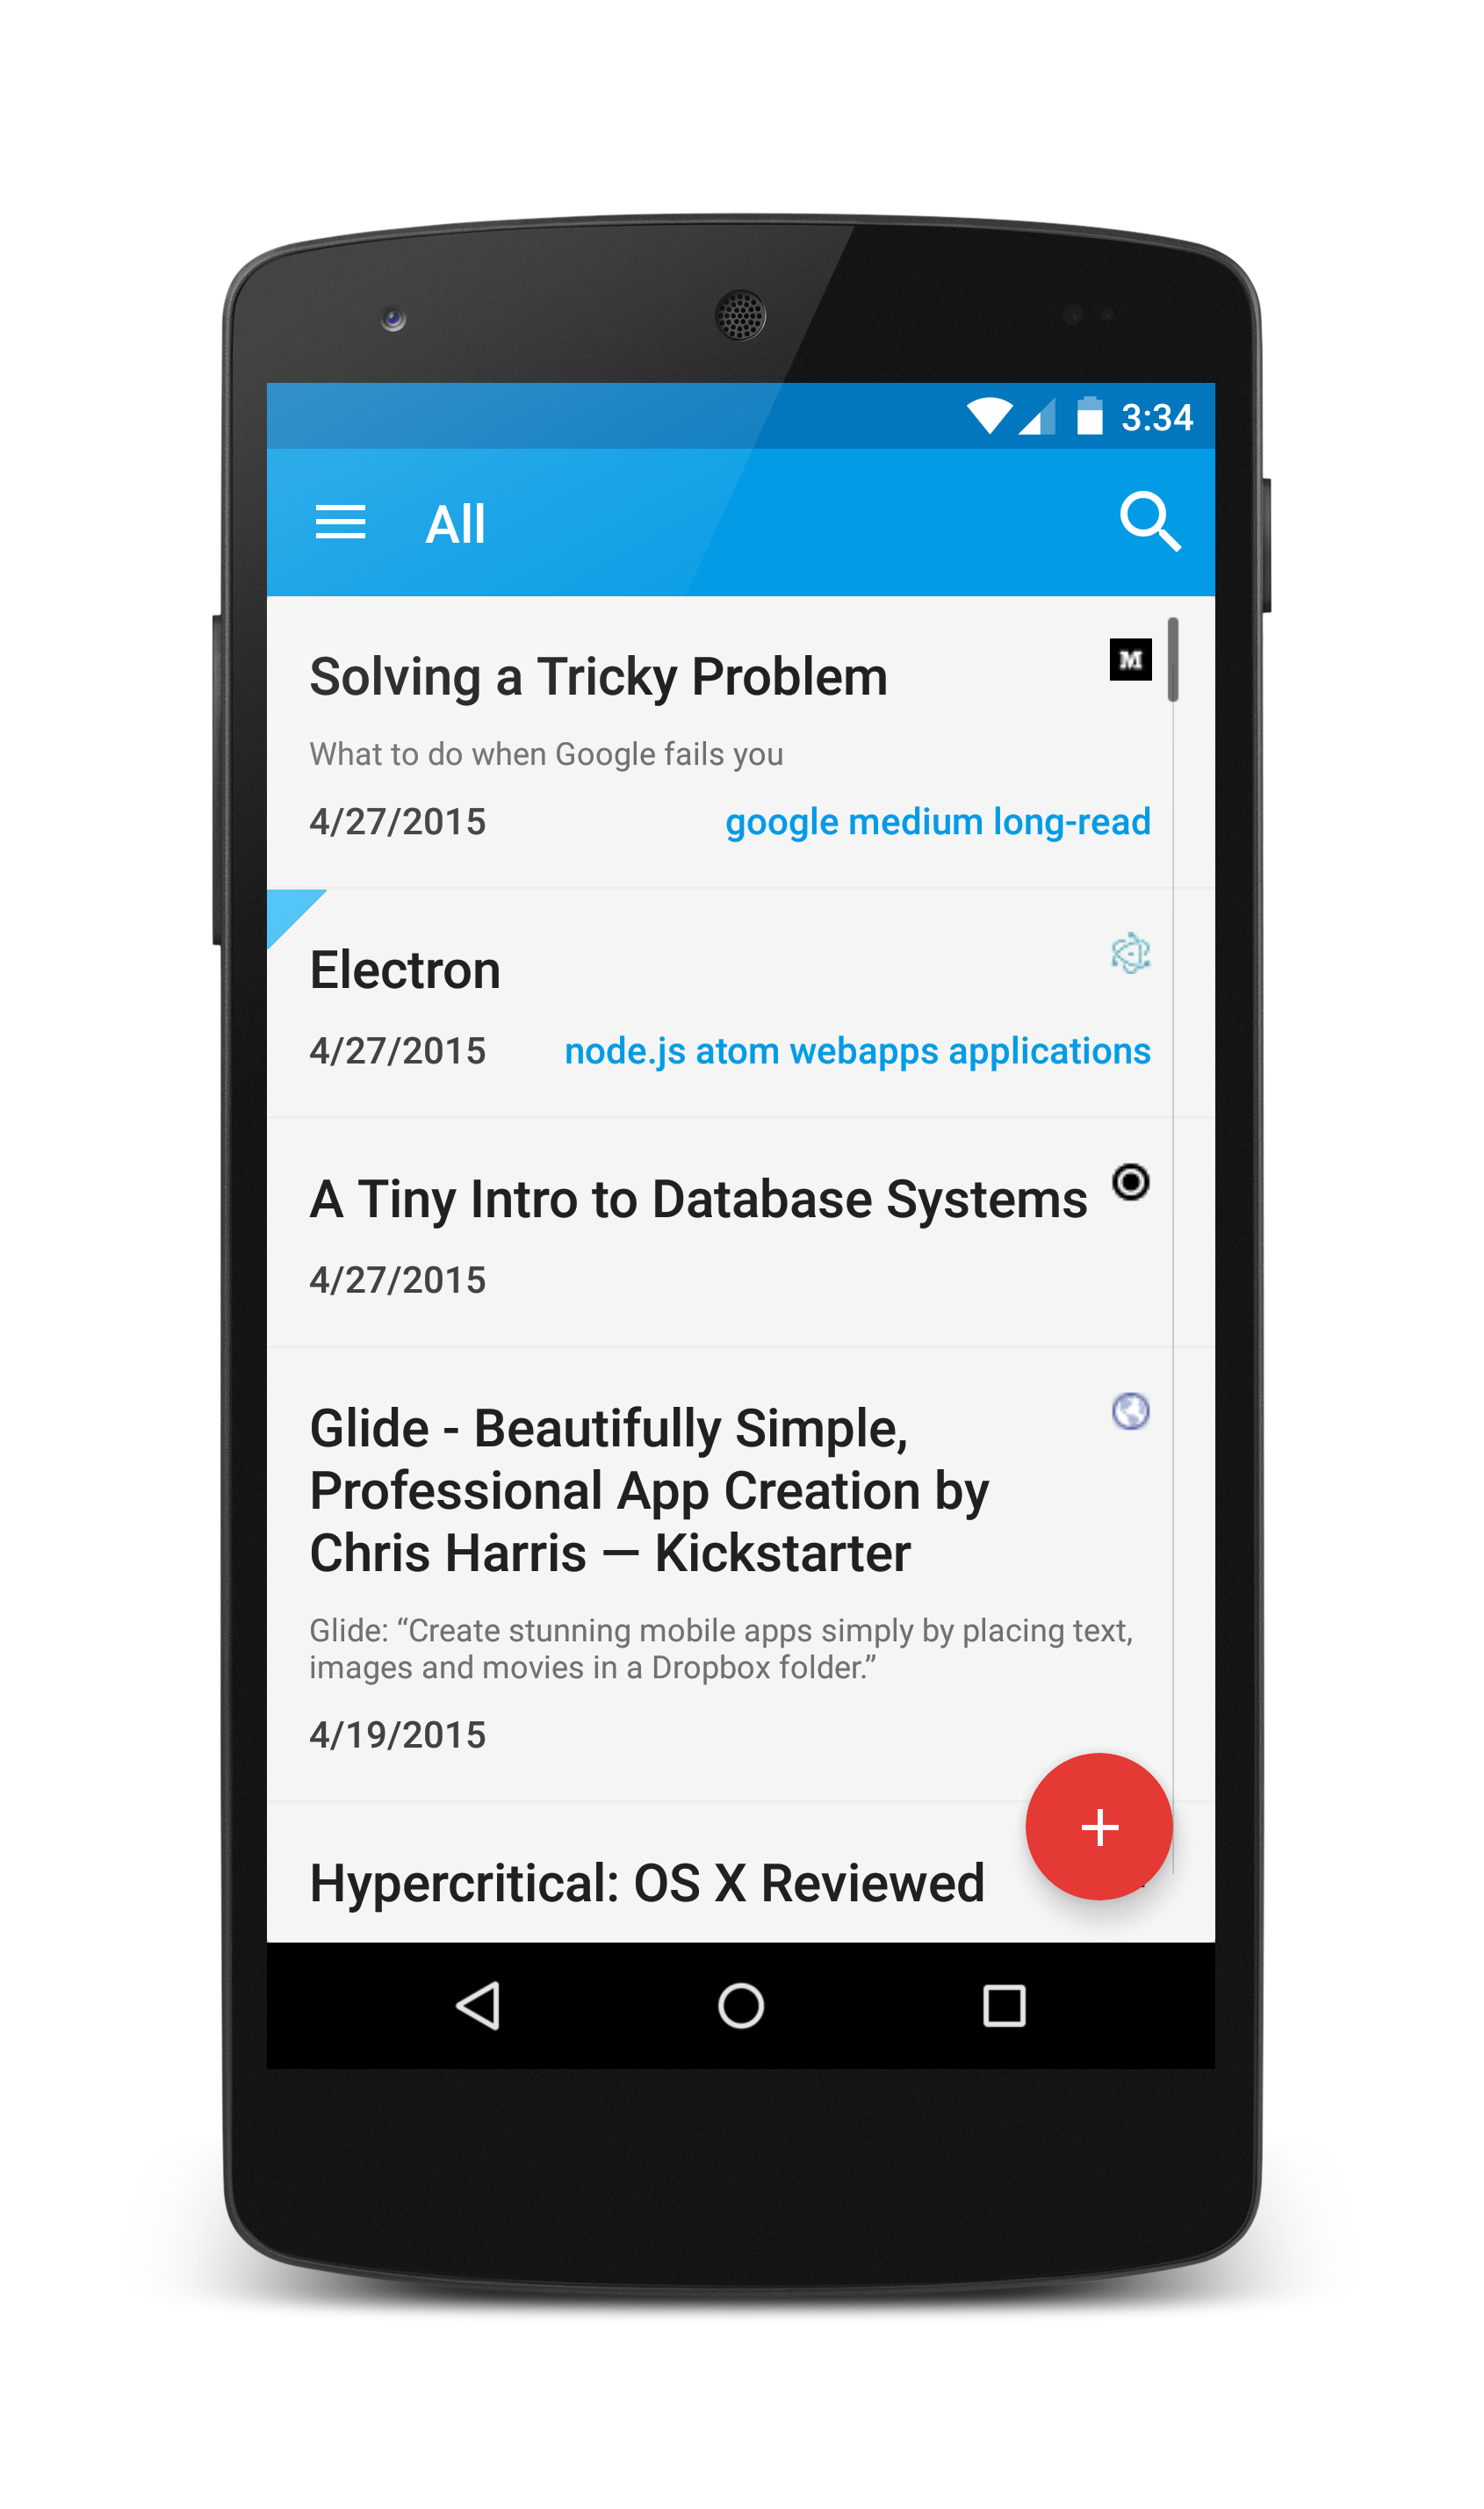 3:34
All
Solving a Tricky Problem
M
What to do when Google fails you
4/27/2015
google medium long-read
Electron
4/27/2015
node.js atom webapps applications
A Tiny Intro to Database Systems
4/27/2015
Glide - Beautifully Simple,
Professional App Creation by
Chris Harris — Kickstarter
Glide: “Create stunning mobile apps simply by placing text,
images and movies in a Dropbox folder.”
4/19/2015
Hypercritical: OS X Reviewed